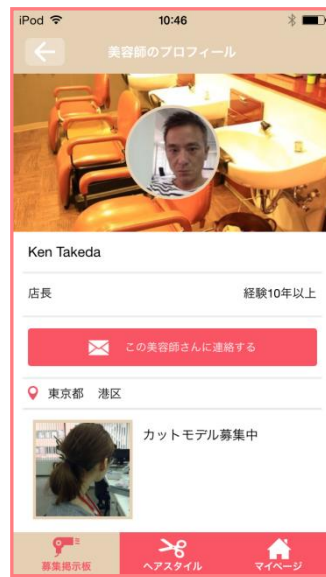 iPod 10:46
美容師のプロフィール
Ken Takeda
店長 経験10年以上
この美容師さんに連絡する
東京都 港区
カットモデル募集中
募集掲示板 ヘアスタイル マイページ